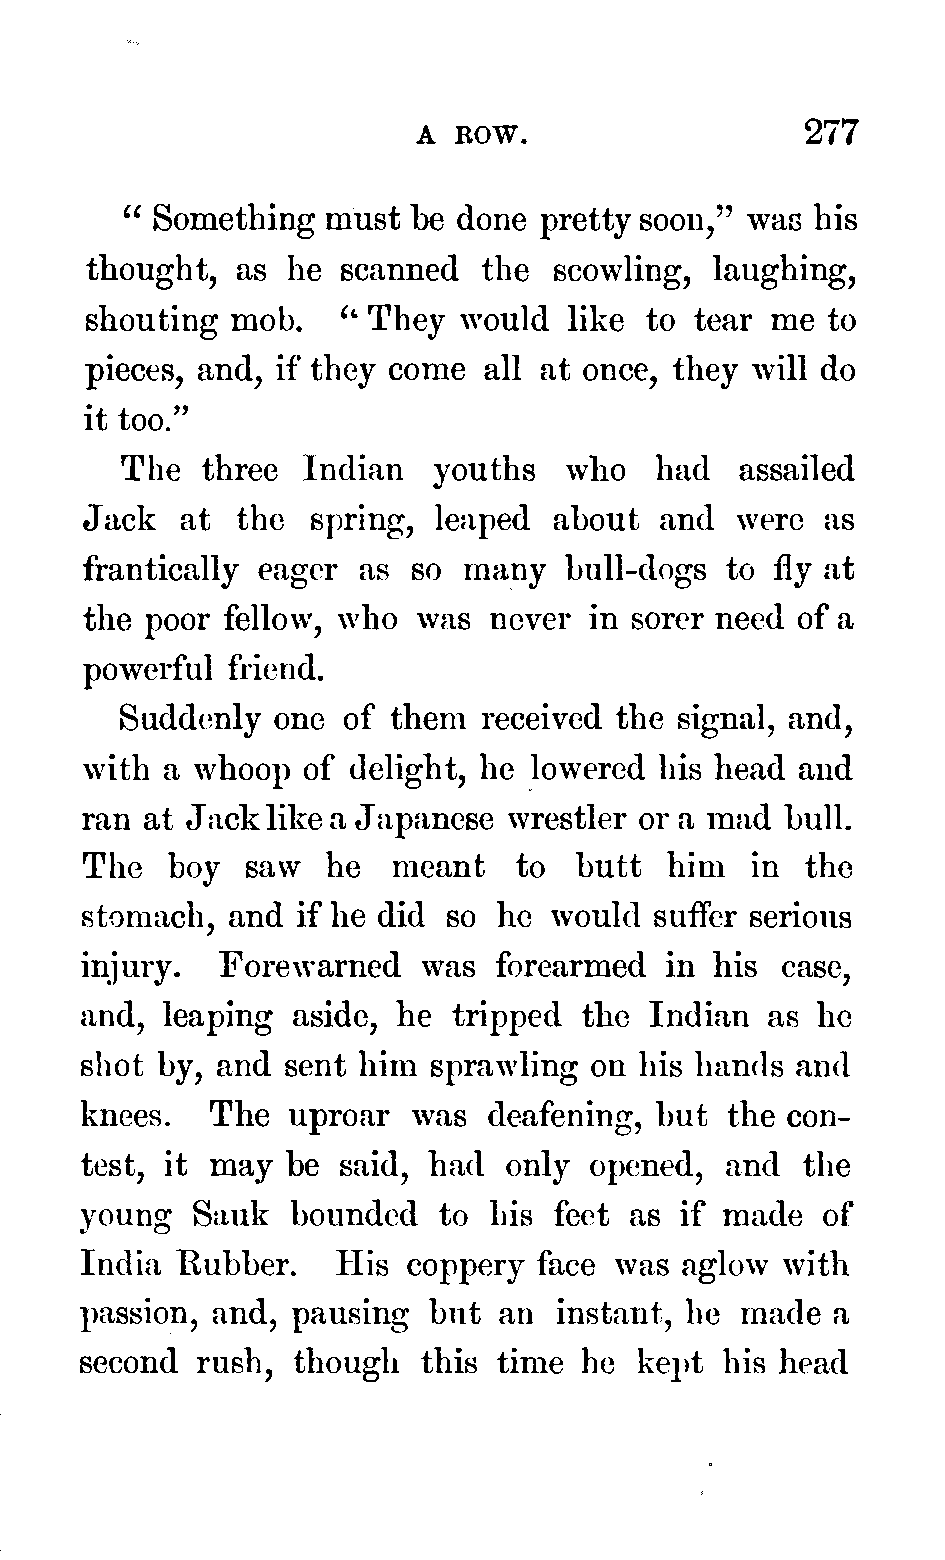 A ROW. 277
" Something must be done pretty soon," was his
thought, as he scanned the scowling, laughing,
shouting mob. " They would like to tear me to
pieces, and, if they come all at once, they will do
it too."
The three Indian youths who had assailed
Jack at the spring, leaped about and were as
frantically eager as so many bull-dogs to fly at
the poor fellow, who was never in sorer need of a
powerful friend.
Suddenly one of them received the signal, and,
with a whoop of delight, he lowered his head and
ran at Jack like a Japanese wrestler or a mad bull.
The boy saw he meant to butt him in the
stomach, and if he did so he would suffer serious
injury. Forewarned was forearmed in his case,
and, leaping aside, he tripped the Indian as he
shot by, and sent him sprawling on his hands and
knees. The uproar was deafening, but the con-
test, it may be said, had only opened, and the
young Sauk bounded to his feet as if made of
India Rubber. His coppery face was aglow with
passion, and, pausing but an instant, he made a
second rush, though this time he kept his head